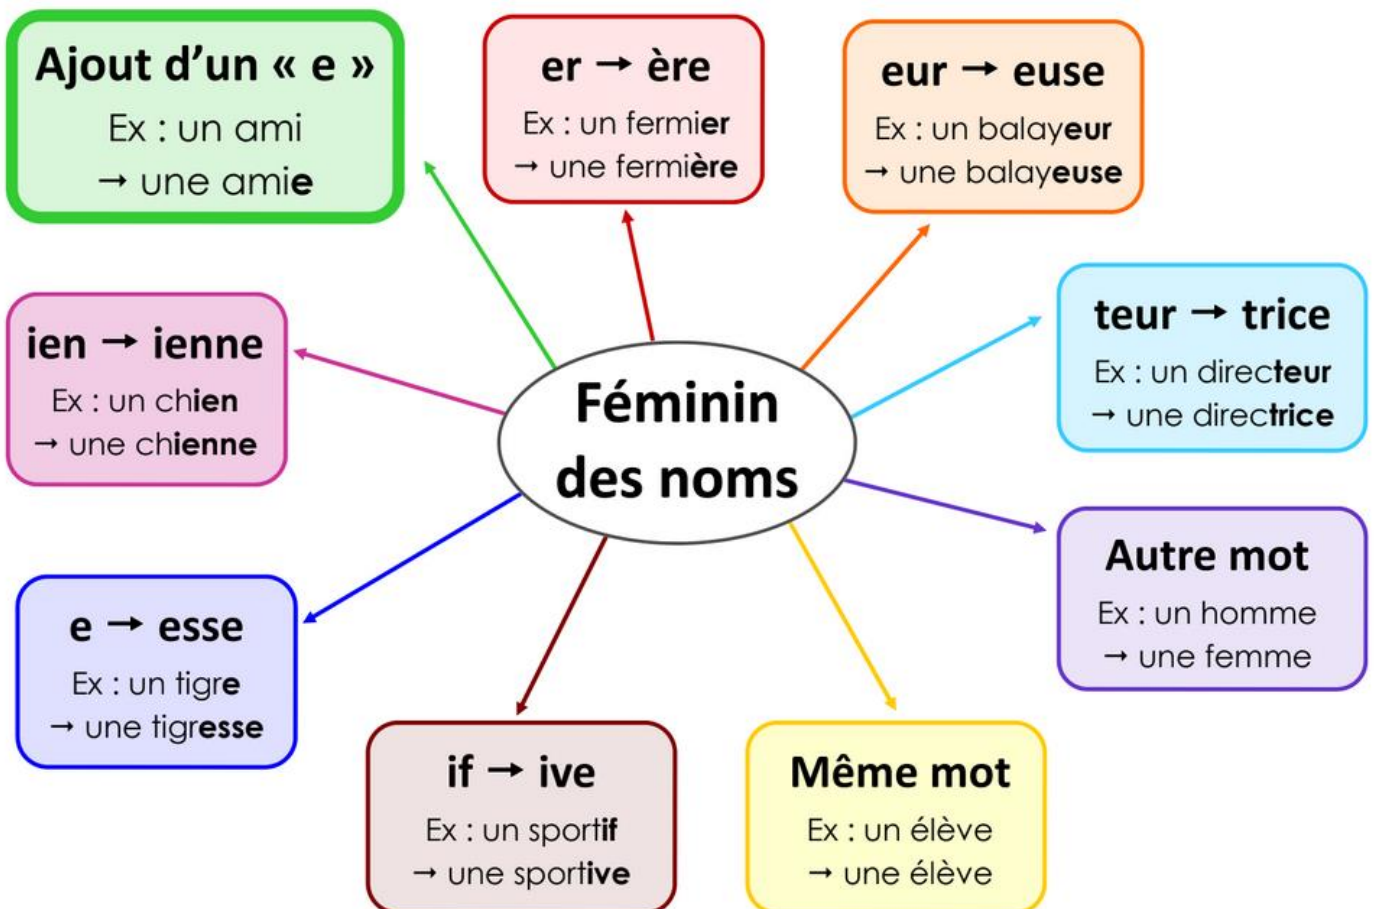 Ajout d’un « e »
Ex : un ami
→ une amie
er → ère
Ex : un fermier
→ une fermière
eur → euse
Ex : un balayeur
→ une balayeuse
ien → ienne
Ex : un chien
→ une chienne
Féminin
des noms
teur → trice
Ex : un directeur
→ une directrice
e → esse
Ex : un tigre
→ une tigresse
Autre mot
Ex : un homme
→ une femme
if → ive
Ex : un sportif
→ une sportive
Même mot
Ex : un élève
→ une élève